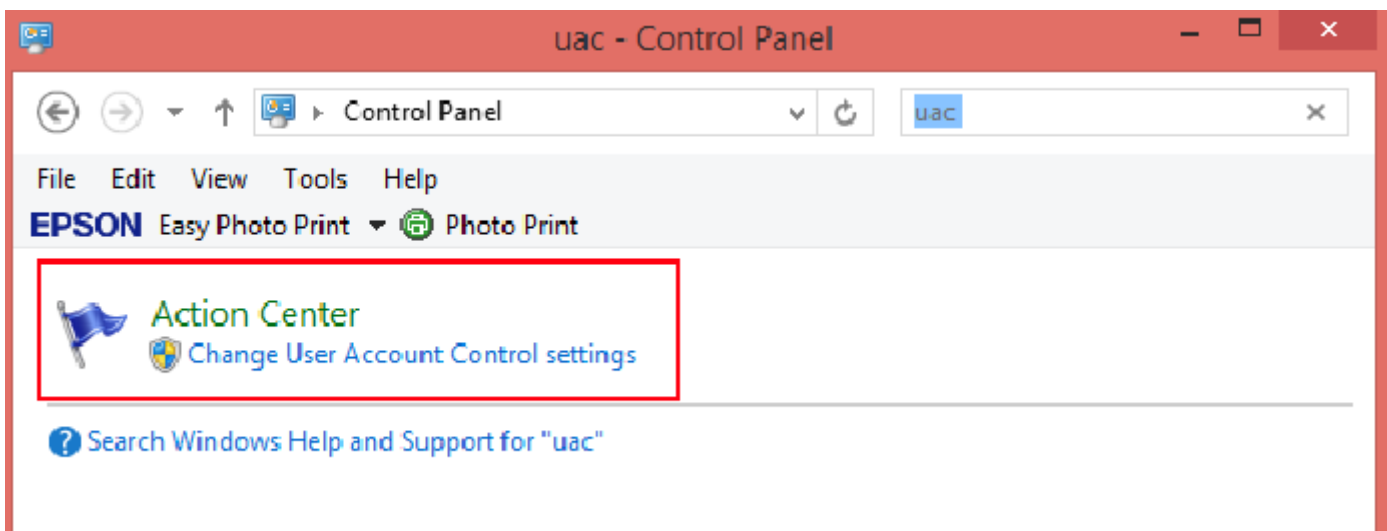 uac - Control Panel
Control Panel
uac
File Edit View Tools Help
EPSON Easy Photo Print Photo Print
Action Center
Change User Account Control settings
Search Windows Help and Support for "uac"